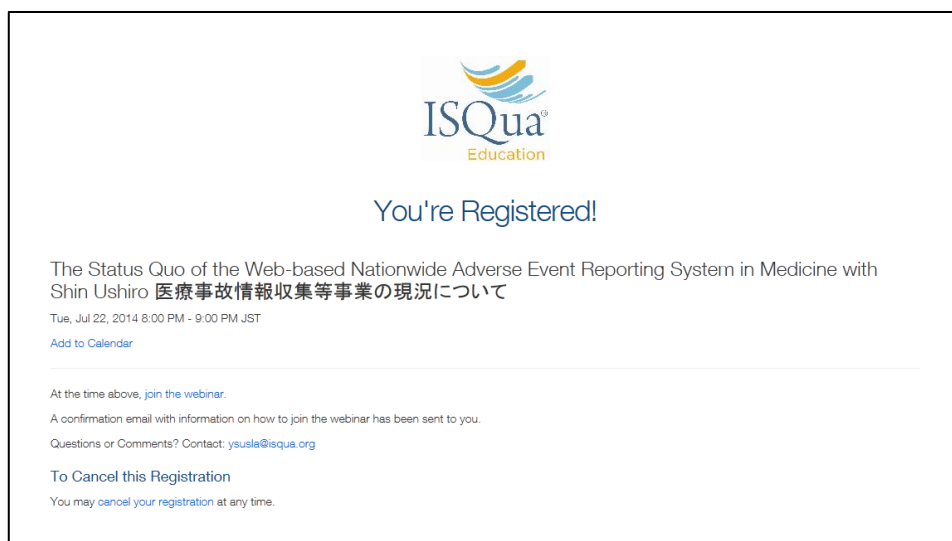 ISQua®
Education
You're Registered!
The Status Quo of the Web-based Nationwide Adverse Event Reporting System in Medicine with
Shin Ushiro 医療事故情報収集等事業の現況について
Tue, Jul 22, 2014 8:00 PM - 9:00 PM JST
Add to Calendar
At the time above, join the webinar.
A confirmation email with information on how to join the webinar has been sent to you.
Questions or Comments? Contact: ysusla@isqua.org
To Cancel this Registration
You may cancel your registration at any time.